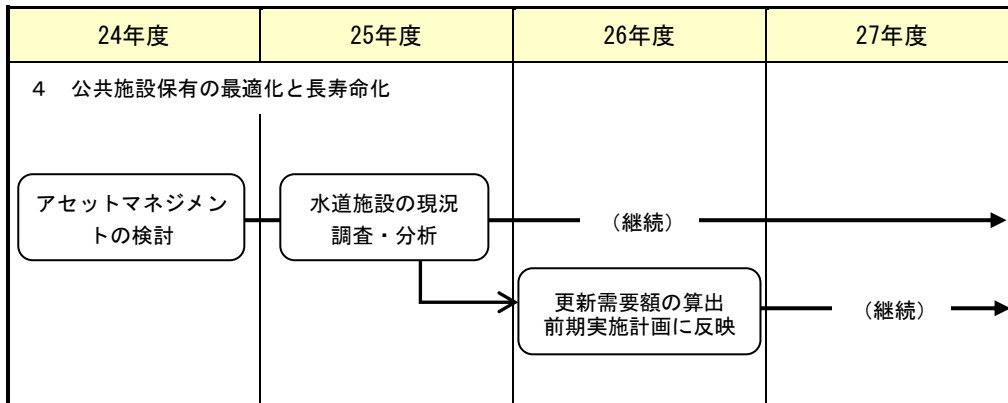 24年度
25年度
26年度
27年度
４ 公共施設保有の最適化と長寿命化
アセットマネジメン
トの検討
水道施設の現況
調査・分析
（継続）
更新需要額の算出
前期実施計画に反映
（継続）